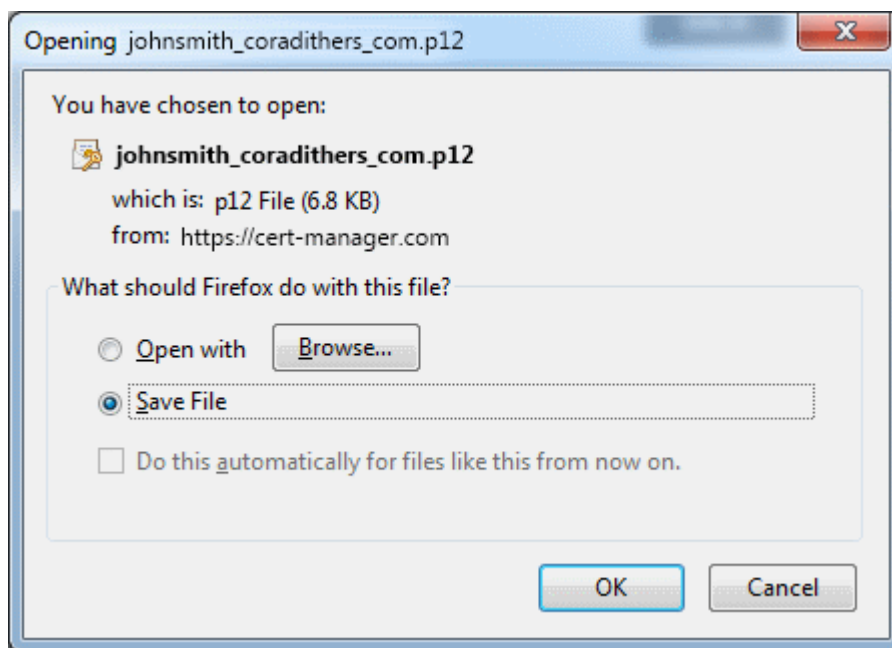 Opening johnsmith_coradithers_com.p12
You have chosen to open:
johnsmith_coradithers_com.p12
which is: p12 File (6.8 KB)
from: https://cert-manager.com
What should Firefox do with this file?
Open with Browse...
Save File
Do this automatically for files like this from now on.
OK Cancel